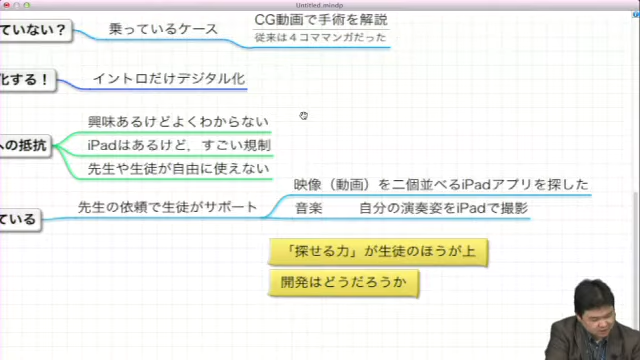 Untitled.mindp
ていない？
乗っているケース
CG動画で手術を解説
従来は４コママンガだった
化する！
イントロだけデジタル化
への抵抗
興味あるけどよくわからない
iPadはあるけど，すごい規制
先生や生徒が自由に使えない
ている
先生の依頼で生徒がサポート
映像（動画）を二個並べるiPadアプリを探した
音楽　　自分の演奏姿をiPadで撮影
「探せる力」が生徒のほうが上
開発はどうだろうか